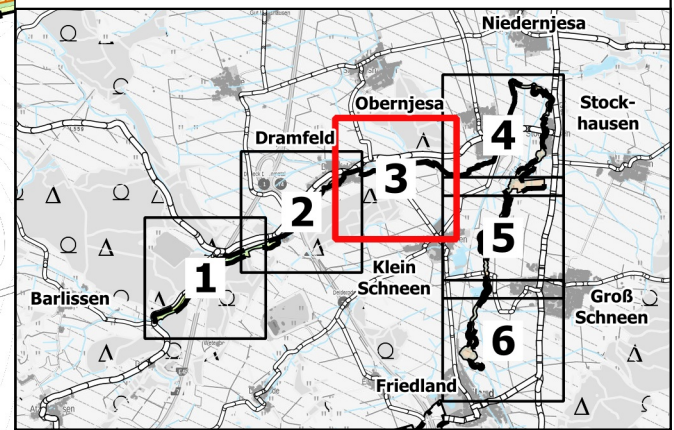 Niedernjesa
Obernjesa
Stock-
hausen
Dramfeld
4
3
2
5
1
Klein
Schneen
Barlissen
Groß
Schneen
6
Friedland